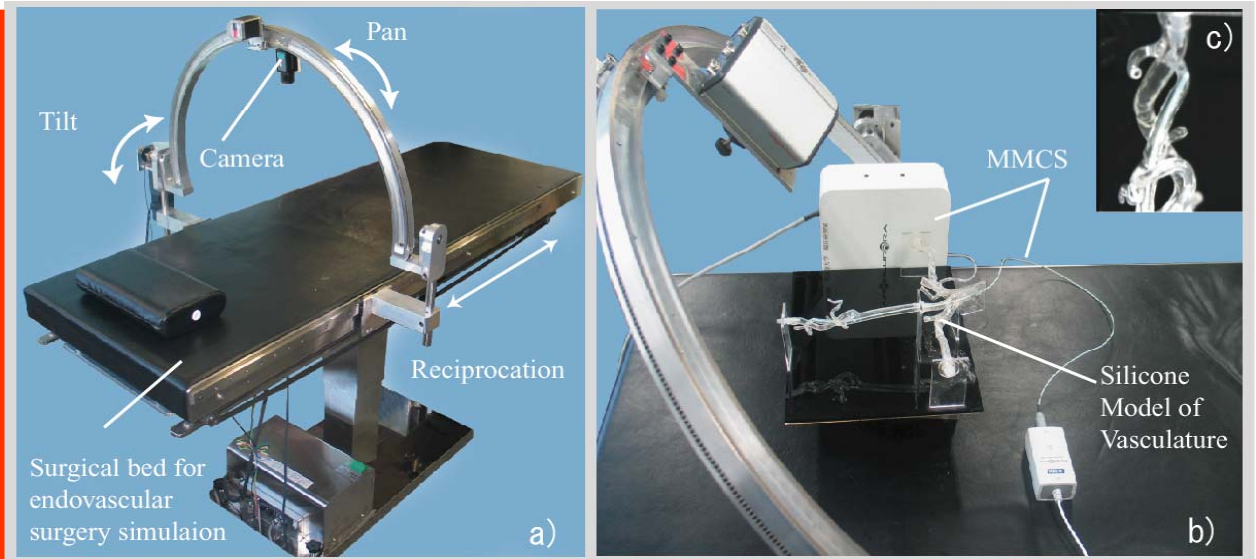 Pan
Tilt
Camera
Reciprocation
Surgical bed for
endovascular
surgery simulaion
a)
c)
MMCS
Silicone
Model of
Vasculature
b)